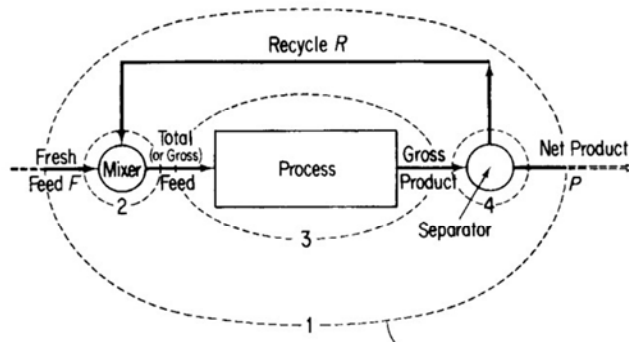 Recycle R
Fresh
Feed F
Mixer
2
Total
(or Gross)
Feed
Process
Gross
Product
4
Separator
Net Product
P
3
1